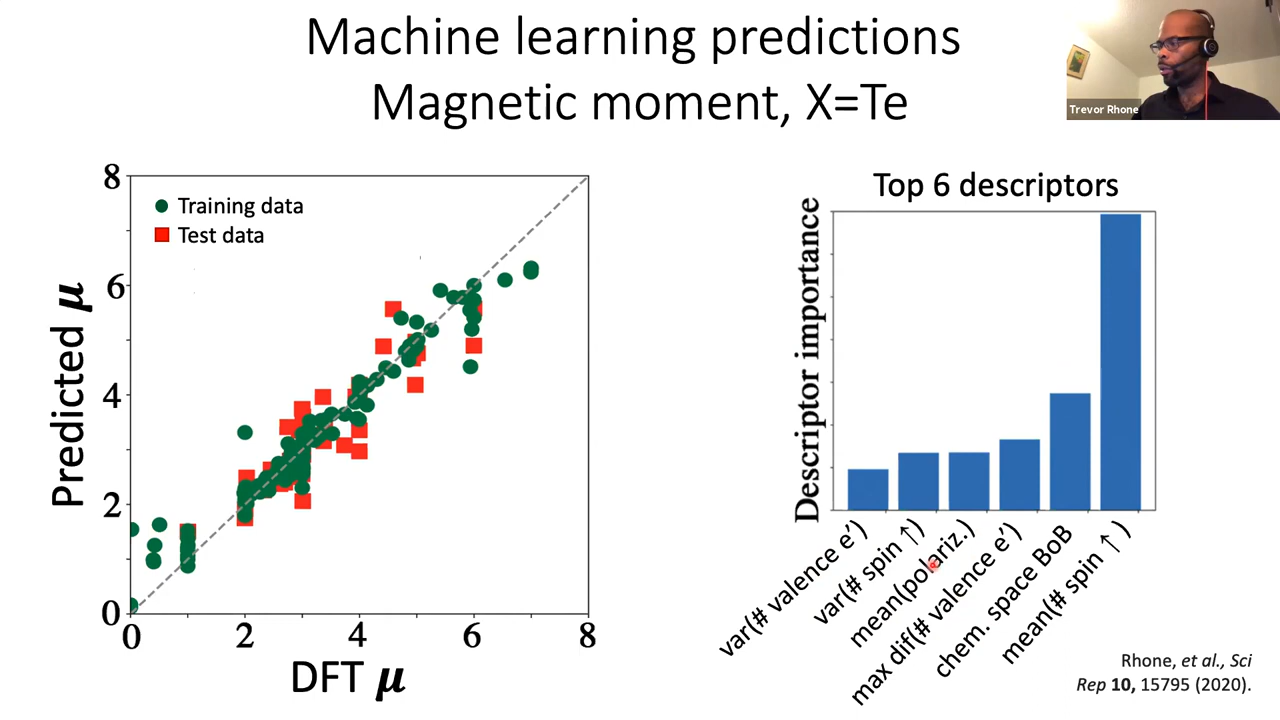 Machine learning predictions
Magnetic moment, X=Te
Trevor Rhone
8
6
4
2
0
Predicted μ
Training data
Test data
0 2 4 6 8
DFT μ
Top 6 descriptors
Descriptor importance
var(# valence e')
var(# spin ↑)
mean(polariz.)
max dif(# valence e')
chem. space BoB
mean(# spin ↑)
Rhone, et al., Sci
Rep 10, 15795 (2020).